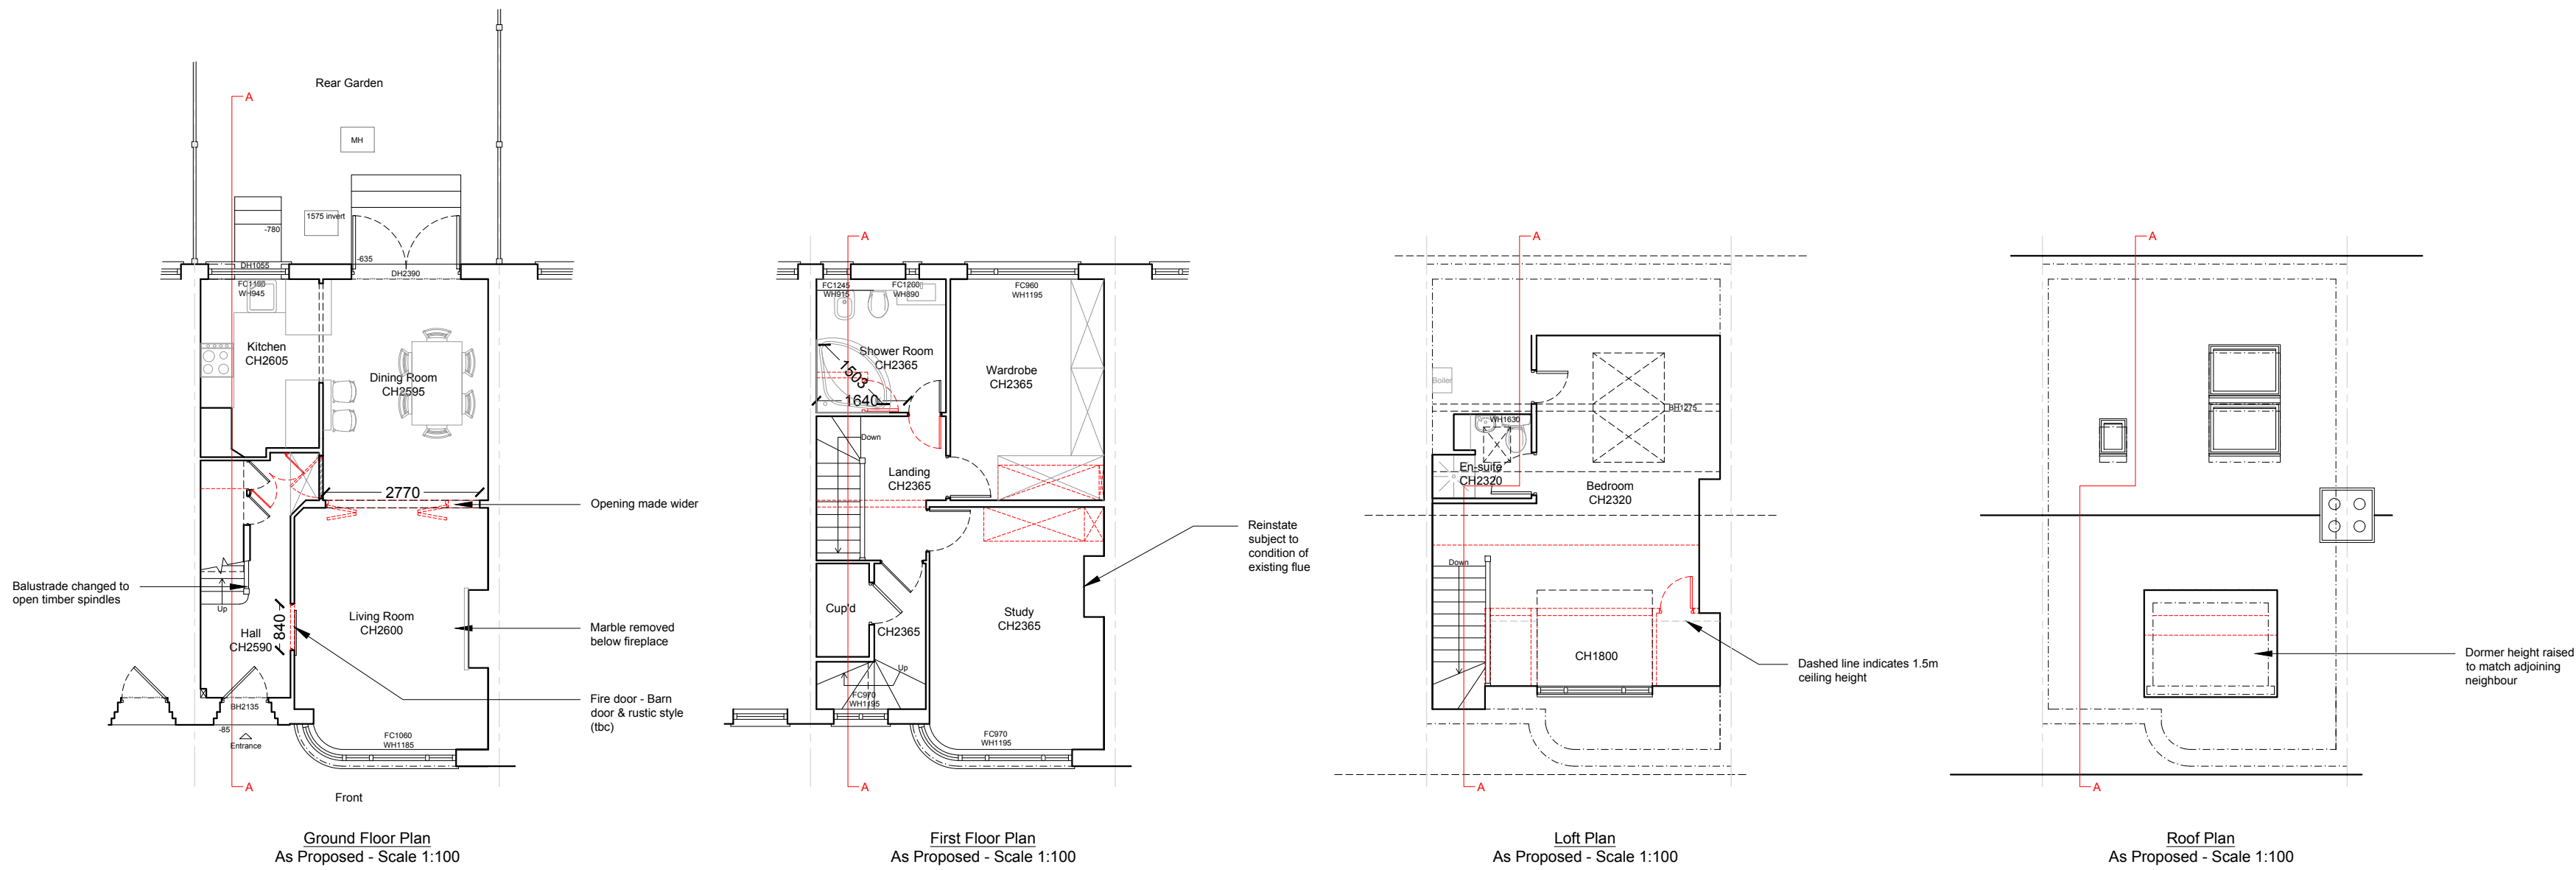 Rear Garden
A
MH
1575 invert
-780
-635
DH1055
DH2390
FC1190
WH945
Kitchen
CH2605
Dining Room
CH2595
2770
Opening made wider
Balustrade changed to
open timber spindles
Up
840
Hall
CH2590
Living Room
CH2600
Marble removed
below fireplace
Fire door - Barn
door & rustic style
(tbc)
BH2135
-85
Entrance
FC1060
WH1185
A
Front
Ground Floor Plan
As Proposed - Scale 1:100
A
FC1245
WH915
FC1260
WH890
FC960
WH1195
Shower Room
CH2365
1503
1640
Wardrobe
CH2365
Down
Landing
CH2365
Reinstate
subject to
condition of
existing flue
Cup'd
CH2365
Study
CH2365
Up
FC970
WH1195
FC970
WH1195
A
First Floor Plan
As Proposed - Scale 1:100
A
Boiler
BH1275
WH1630
En-suite
CH2320
Bedroom
CH2320
Down
CH1800
Dashed line indicates 1.5m
ceiling height
A
Loft Plan
As Proposed - Scale 1:100
A
Dormer height raised
to match adjoining
neighbour
A
Roof Plan
As Proposed - Scale 1:100